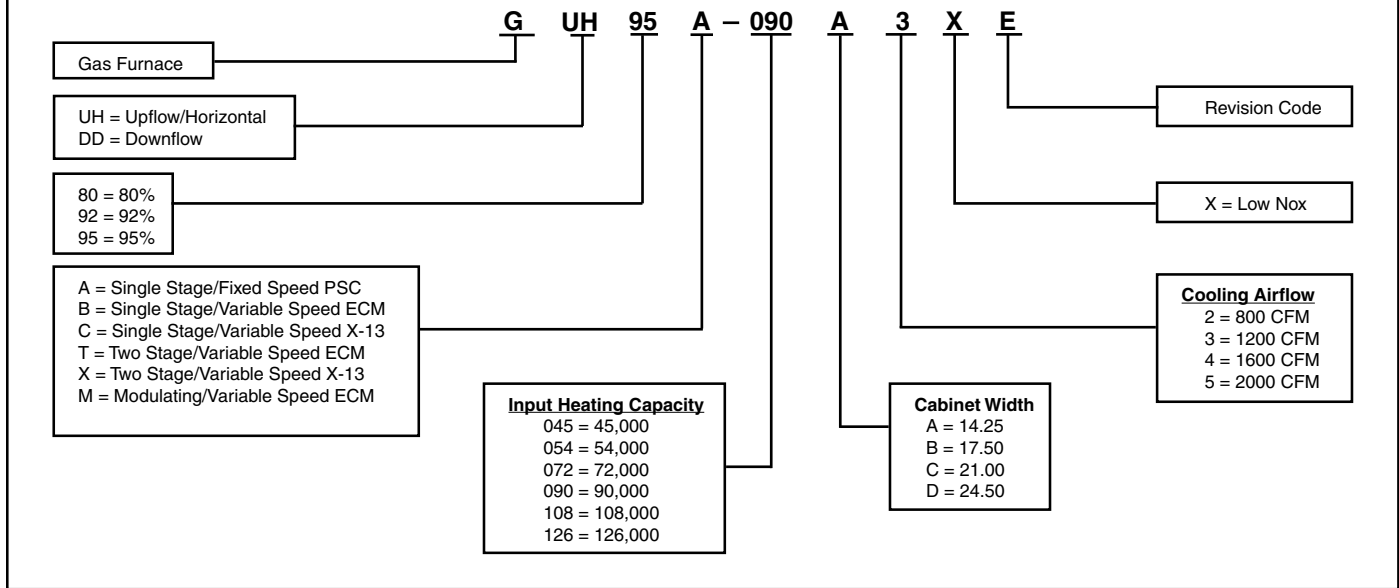 G UH 95 A – 090 A 3 X E
Gas Furnace
UH = Upflow/Horizontal
DD = Downflow
80 = 80%
92 = 92%
95 = 95%
A = Single Stage/Fixed Speed PSC
B = Single Stage/Variable Speed ECM
C = Single Stage/Variable Speed X-13
T = Two Stage/Variable Speed ECM
X = Two Stage/Variable Speed X-13
M = Modulating/Variable Speed ECM
Input Heating Capacity
045 = 45,000
054 = 54,000
072 = 72,000
090 = 90,000
108 = 108,000
126 = 126,000
Cabinet Width
A = 14.25
B = 17.50
C = 21.00
D = 24.50
Cooling Airflow
2 = 800 CFM
3 = 1200 CFM
4 = 1600 CFM
5 = 2000 CFM
X = Low Nox
Revision Code